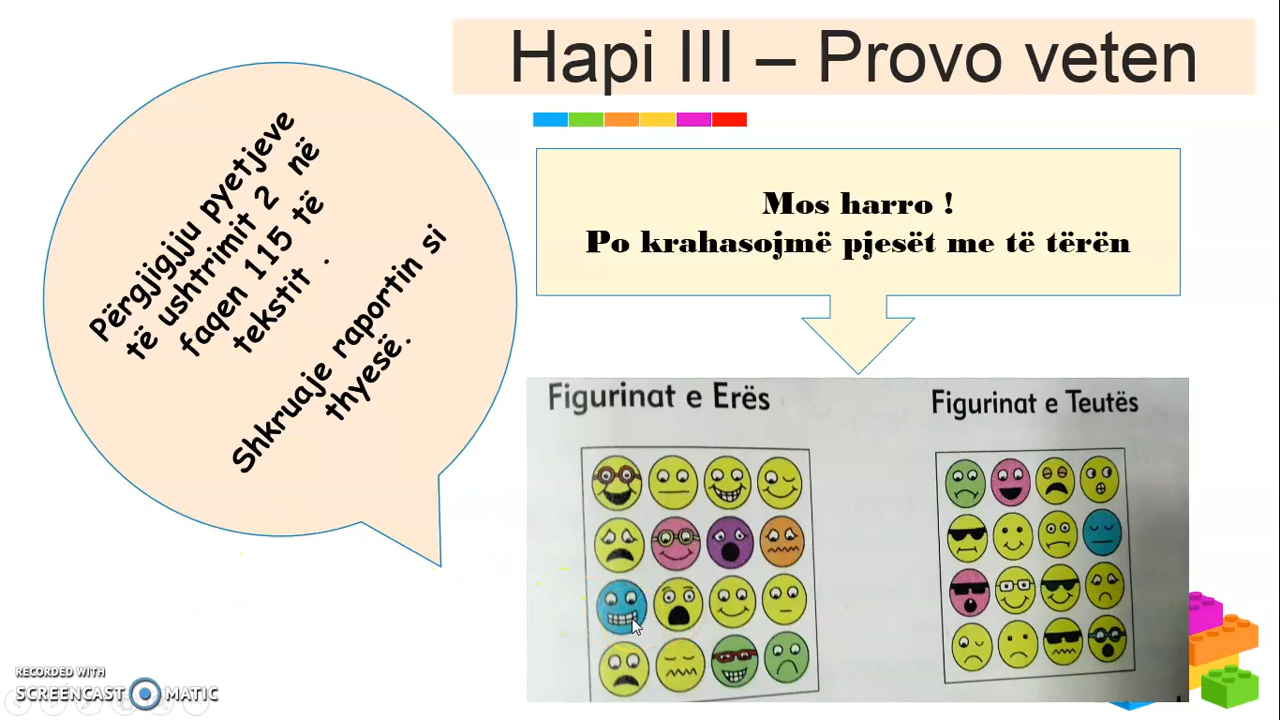 Hapi III – Provo veten
Përgjigjju pyetjeve
të ushtrimit 2 në
faqen 115 të
tekstit .
Shkruaje raportin si
thyesë.
Mos harro !
Po krahasojmë pjesët me të tërën
Figurinat e Erës
Figurinat e Teutës
RECORDED WITH
SCREENCAST MATIC